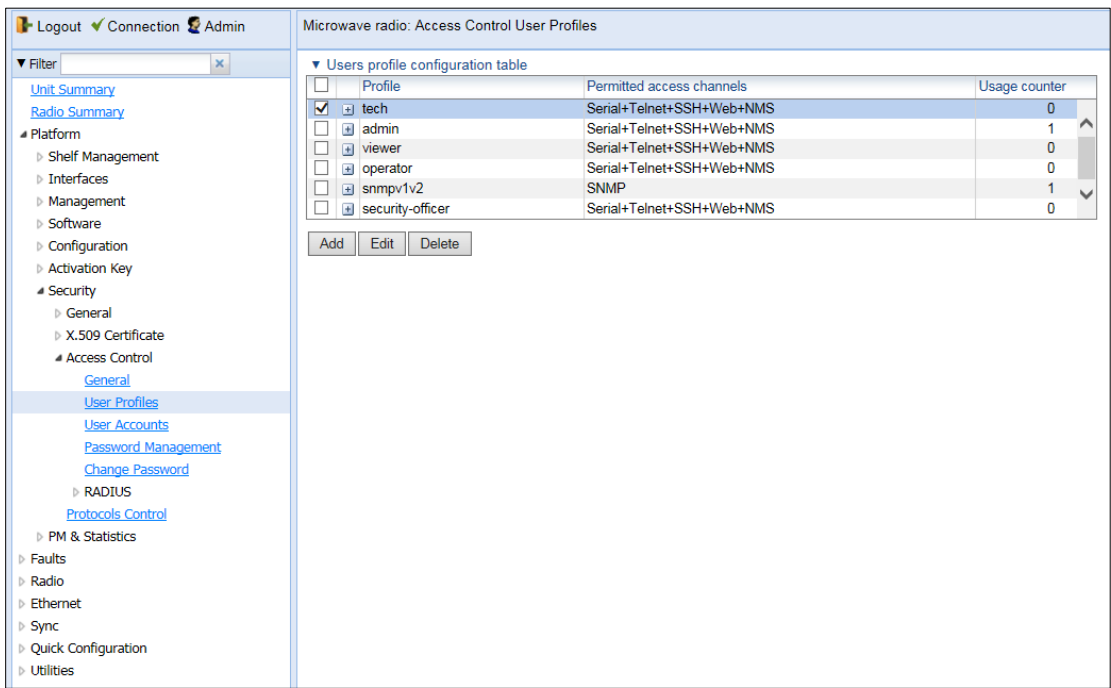 Logout Connection Admin
Filter
Unit Summary
Radio Summary
Platform
Shelf Management
Interfaces
Management
Software
Configuration
Activation Key
Security
General
X.509 Certificate
Access Control
General
User Profiles
User Accounts
Password Management
Change Password
RADIUS
Protocols Control
PM & Statistics
Faults
Radio
Ethernet
Sync
Quick Configuration
Utilities
Microwave radio: Access Control User Profiles
Users profile configuration table
Profile Permitted access channels Usage counter
tech Serial+Telnet+SSH+Web+NMS 0
admin Serial+Telnet+SSH+Web+NMS 1
viewer Serial+Telnet+SSH+Web+NMS 0
operator Serial+Telnet+SSH+Web+NMS 0
snmpv1v2 SNMP 1
security-officer Serial+Telnet+SSH+Web+NMS 0
Add Edit Delete